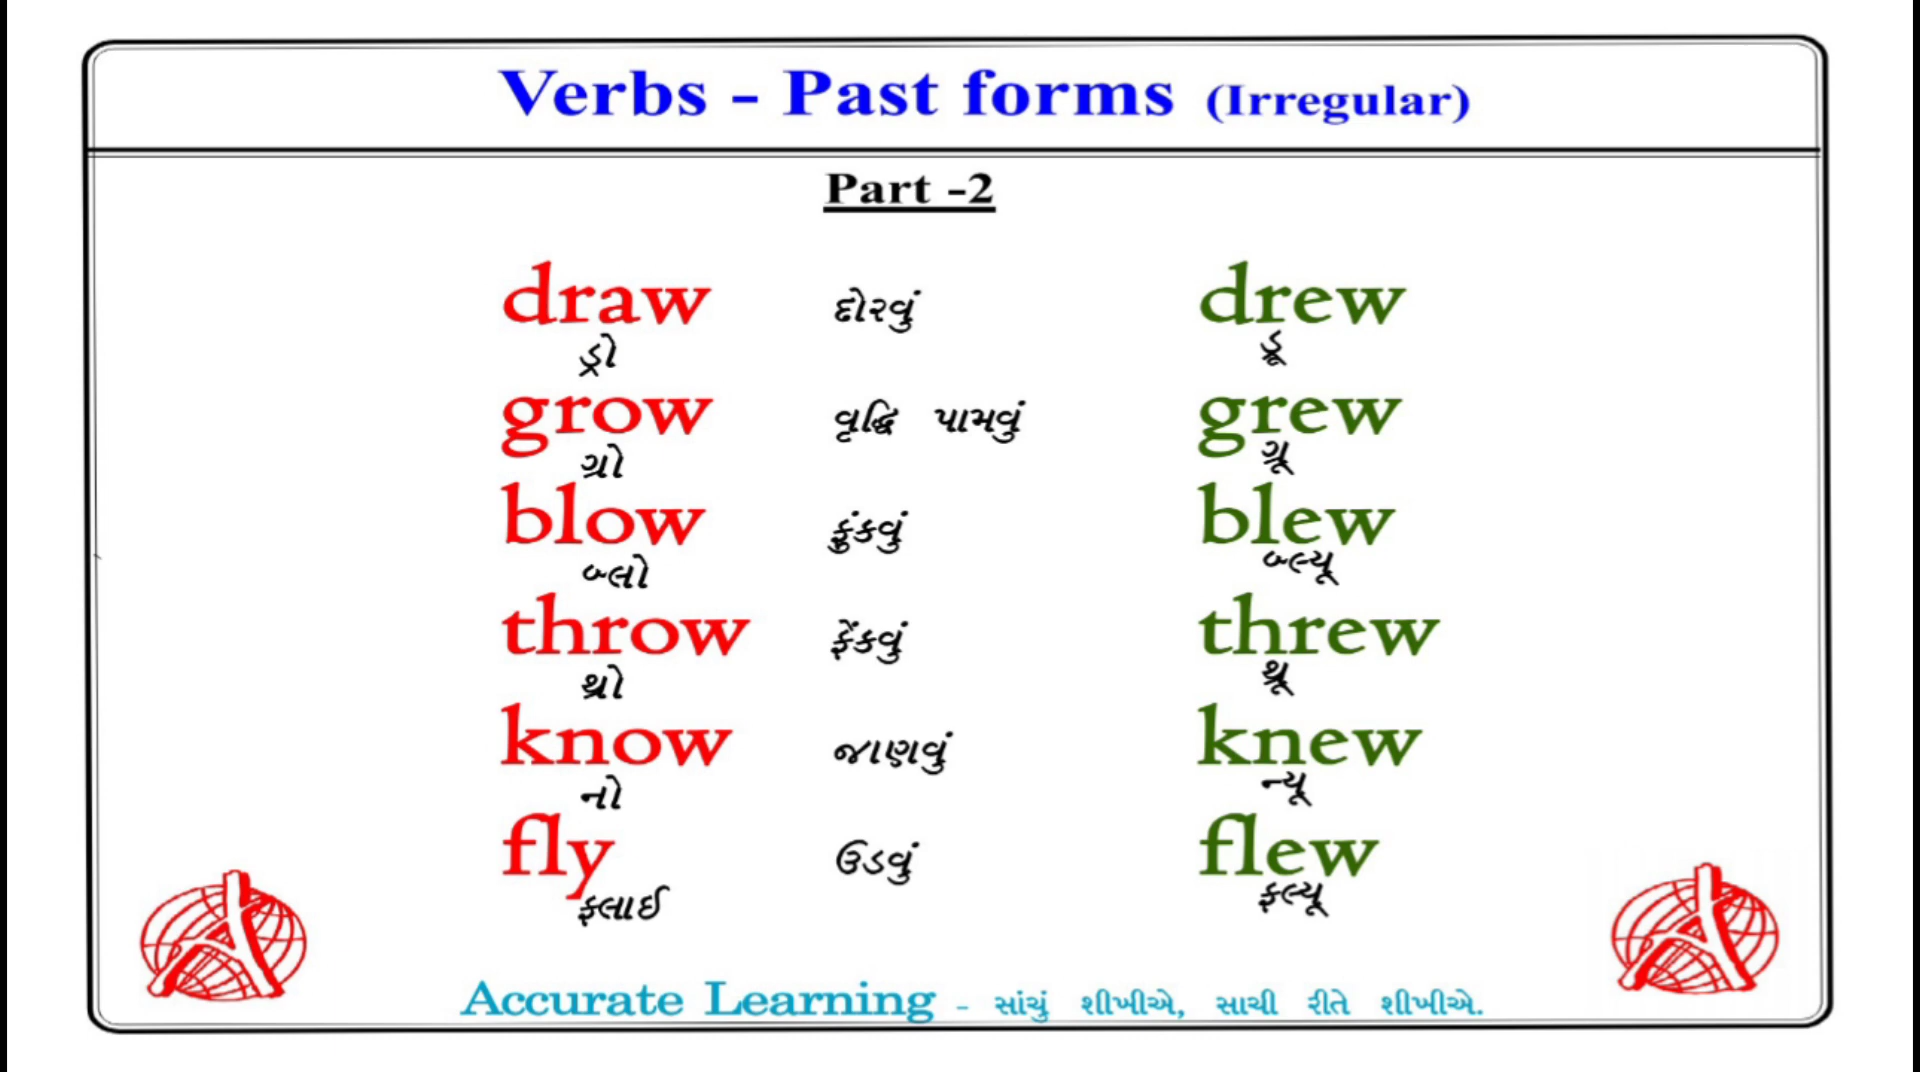 Verbs - Past forms (Irregular)
Part -2
draw દોરવું drew
ડ્રો ડ્રૂ
grow વૃદ્ધિ પામવું grew
ગ્રો ગ્રૂ
blow ફુંકવું blew
બ્લો બ્લ્યૂ
throw ફેંકવું threw
થ્રો થ્રૂ
know જાણવું knew
નો ન્યૂ
fly ઉડવું flew
ફ્લાઈ ફ્લ્યૂ
Accurate Learning - સાંચું શીખીએ, સાચી રીતે શીખીએ.